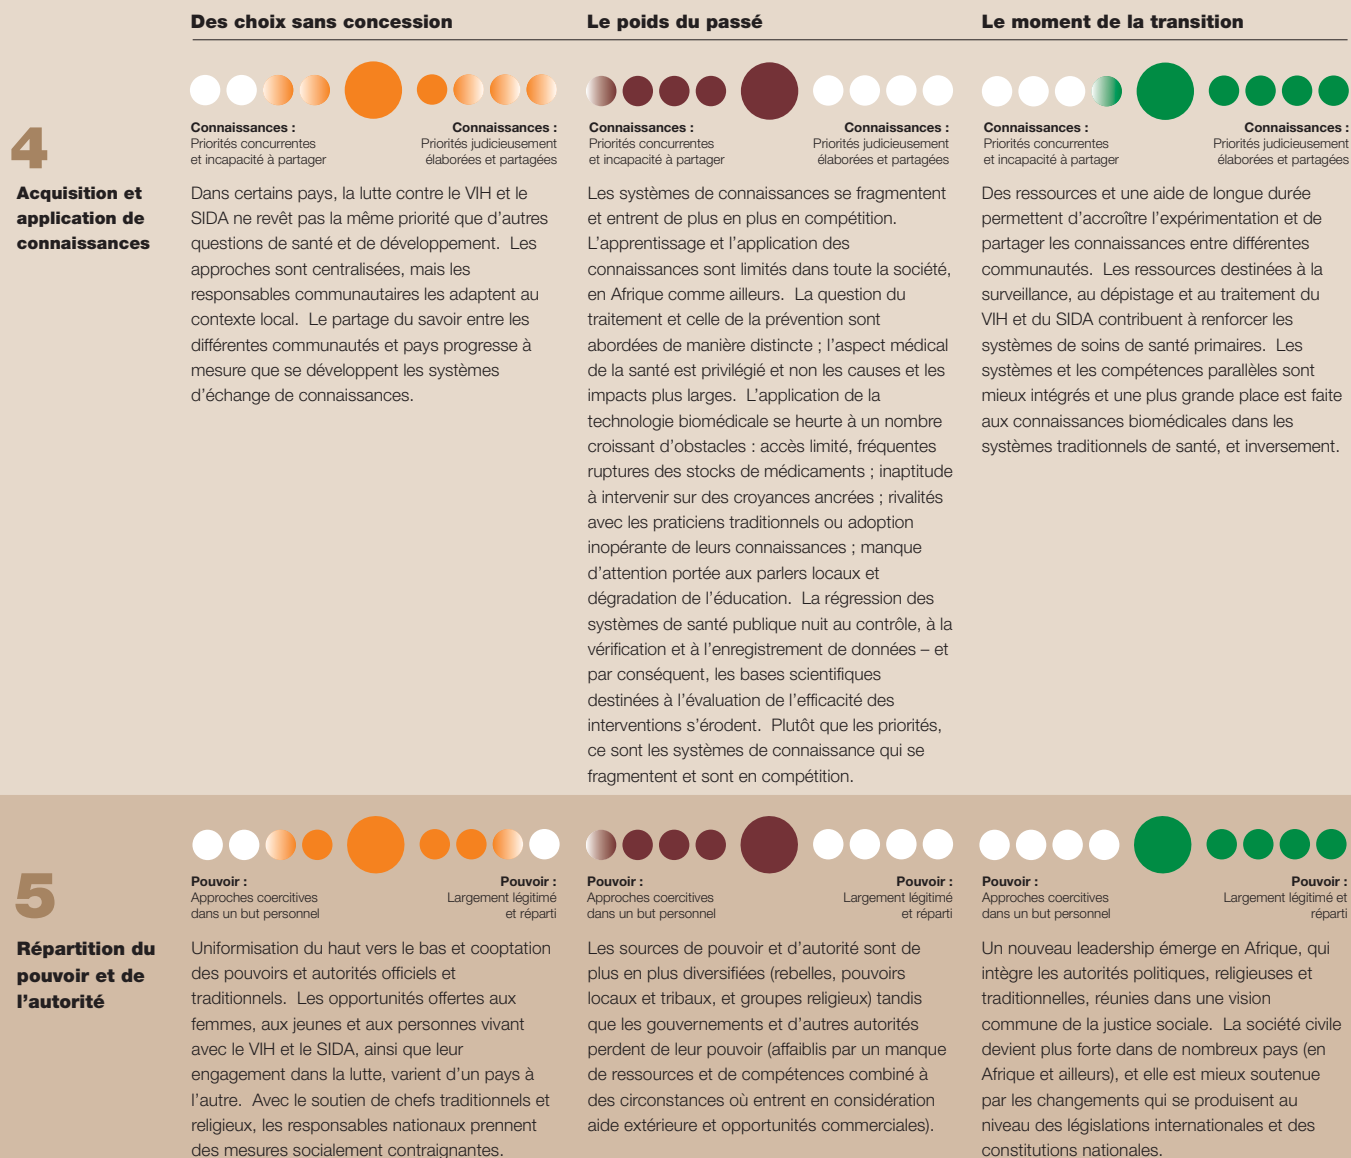 Des choix sans concession
Le poids du passé
Le moment de la transition
4
Acquisition et
application de
connaissances
Connaissances :
Priorités concurrentes
et incapacité à partager
Connaissances :
Priorités judicieusement
élaborées et partagées
Dans certains pays, la lutte contre le VIH et le
SIDA ne revêt pas la même priorité que d’autres
questions de santé et de développement.  Les
approches sont centralisées, mais les
responsables communautaires les adaptent au
contexte local.  Le partage du savoir entre les
différentes communautés et pays progresse à
mesure que se développent les systèmes
d’échange de connaissances.
Connaissances :
Priorités concurrentes
et incapacité à partager
Connaissances :
Priorités judicieusement
élaborées et partagées
Les systèmes de connaissances se fragmentent
et entrent de plus en plus en compétition.
L’apprentissage et l’application des
connaissances sont limités dans toute la société,
en Afrique comme ailleurs.  La question du
traitement et celle de la prévention sont
abordées de manière distincte ; l’aspect médical
de la santé est privilégié et non les causes et les
impacts plus larges.  L’application de la
technologie biomédicale se heurte à un nombre
croissant d’obstacles : accès limité, fréquentes
ruptures des stocks de médicaments ; inaptitude
à intervenir sur des croyances ancrées ; rivalités
avec les praticiens traditionnels ou adoption
inopérante de leurs connaissances ; manque
d’attention portée aux parlers locaux et
dégradation de l’éducation.  La régression des
systèmes de santé publique nuit au contrôle, à la
vérification et à l’enregistrement de données – et
par conséquent, les bases scientifiques
destinées à l’évaluation de l’efficacité des
interventions s’érodent.  Plutôt que les priorités,
ce sont les systèmes de connaissance qui se
fragmentent et sont en compétition.
Connaissances :
Priorités concurrentes
et incapacité à partager
Connaissances :
Priorités judicieusement
élaborées et partagées
Des ressources et une aide de longue durée
permettent d’accroître l’expérimentation et de
partager les connaissances entre différentes
communautés.  Les ressources destinées à la
surveillance, au dépistage et au traitement du
VIH et du SIDA contribuent à renforcer les
systèmes de soins de santé primaires.  Les
systèmes et les compétences parallèles sont
mieux intégrés et une plus grande place est faite
aux connaissances biomédicales dans les
systèmes traditionnels de santé, et inversement.
5
Répartition du
pouvoir et de
l’autorité
Pouvoir :
Approches coercitives
dans un but personnel
Pouvoir :
Largement légitimé
et réparti
Uniformisation du haut vers le bas et cooptation
des pouvoirs et autorités officiels et
traditionnels.  Les opportunités offertes aux
femmes, aux jeunes et aux personnes vivant
avec le VIH et le SIDA, ainsi que leur
engagement dans la lutte, varient d’un pays à
l’autre.  Avec le soutien de chefs traditionnels et
religieux, les responsables nationaux prennent
des mesures socialement contraignantes.
Pouvoir :
Approches coercitives
dans un but personnel
Pouvoir :
Largement légitimé
et réparti
Les sources de pouvoir et d’autorité sont de
plus en plus diversifiées (rebelles, pouvoirs
locaux et tribaux, et groupes religieux) tandis
que les gouvernements et d’autres autorités
perdent de leur pouvoir (affaiblis par un manque
de ressources et de compétences combiné à
des circonstances où entrent en considération
aide extérieure et opportunités commerciales).
Pouvoir :
Approches coercitives
dans un but personnel
Pouvoir :
Largement légitimé et
réparti
Un nouveau leadership émerge en Afrique, qui
intègre les autorités politiques, religieuses et
traditionnelles, réunies dans une vision
commune de la justice sociale.  La société civile
devient plus forte dans de nombreux pays (en
Afrique et ailleurs), et elle est mieux soutenue
par les changements qui se produisent au
niveau des législations internationales et des
constitutions nationales.